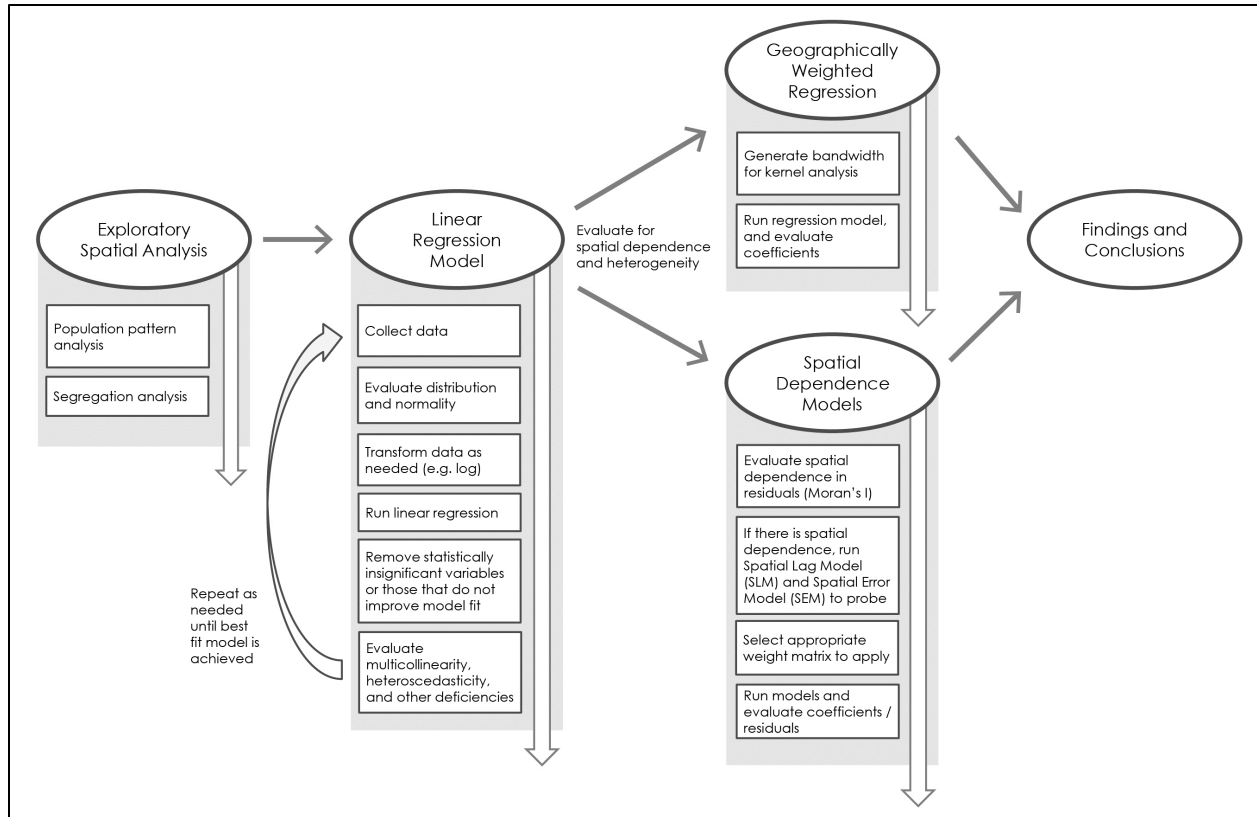 Exploratory
Spatial Analysis
Population pattern
analysis
Segregation analysis
Linear
Regression
Model
Collect data
Evaluate distribution
and normality
Transform data as
needed (e.g. log)
Run linear regression
Remove statistically
insignificant variables
or those that do not
improve model fit
Evaluate
multicollinearity,
heteroscedasticity,
and other deficiencies
Repeat as
needed
until best
fit model is
achieved
Evaluate for
spatial dependence
and heterogeneity
Geographically
Weighted
Regression
Generate bandwidth
for kernel analysis
Run regression model,
and evaluate
coefficients
Spatial
Dependence
Models
Evaluate spatial
dependence in
residuals (Moran's I)
If there is spatial
dependence, run
Spatial Lag Model
(SLM) and Spatial Error
Model (SEM) to probe
Select appropriate
weight matrix to apply
Run models and
evaluate coefficients /
residuals
Findings and
Conclusions